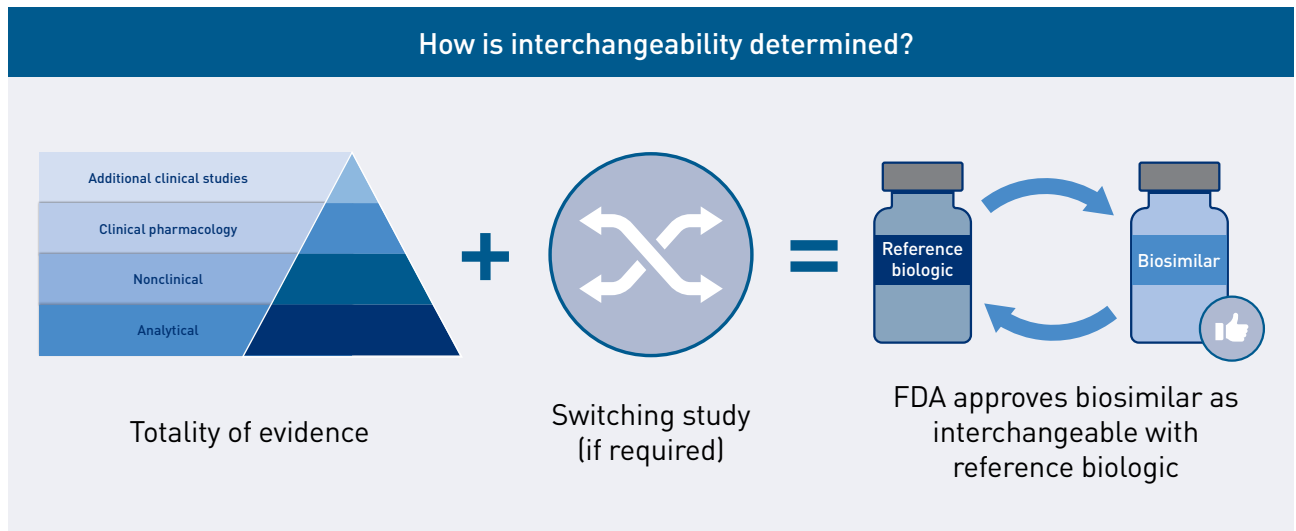 How is interchangeability determined?
Additional clinical studies
Clinical pharmacology
Nonclinical
Analytical
Totality of evidence
+
Switching study
(if required)
=
Reference
biologic
Biosimilar
FDA approves biosimilar as
interchangeable with
reference biologic